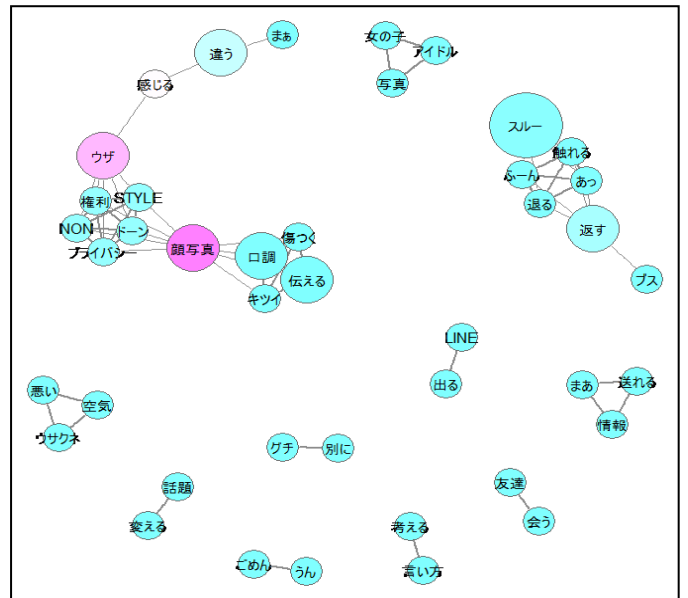 まぁ
違う
感じる
ウザ
権利
STYLE
NON
ドーン
プライバシー
顔写真
傷つく
口調
伝える
キツイ
女の子
アイドル
写真
スルー
触れる
ふーん
あっ
退る
返す
ブス
LINE
出る
悪い
空気
ウサクネ
まあ
送れる
情報
グチ
別に
話題
変える
友達
会う
考える
言い方
ごめん
うん